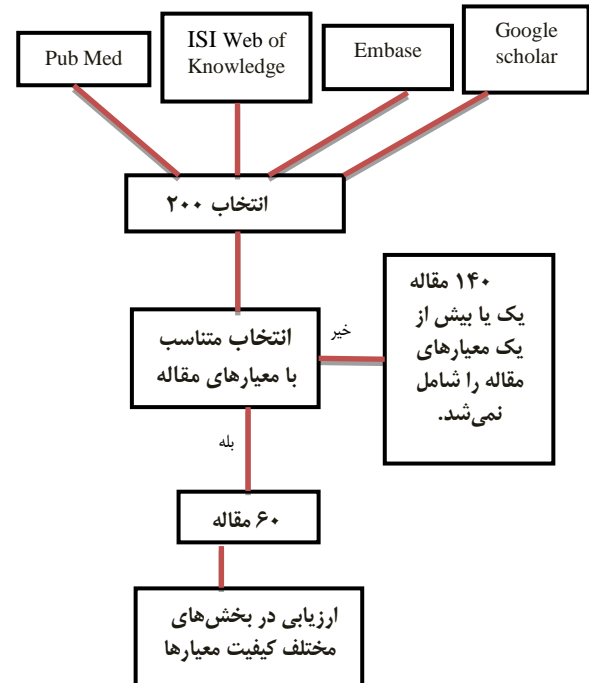 Pub Med
ISI Web of
Knowledge
Embase
Google
scholar
انتخاب ۲۰۰
انتخاب متناسب
با معیارهای مقاله
خیر
۱۴۰ مقاله
یک یا بیش از
یک معیارهای
مقاله را شامل
نمی‌شد.
بله
۶۰ مقاله
ارزیابی در بخش‌های
مختلف کیفیت معیارها